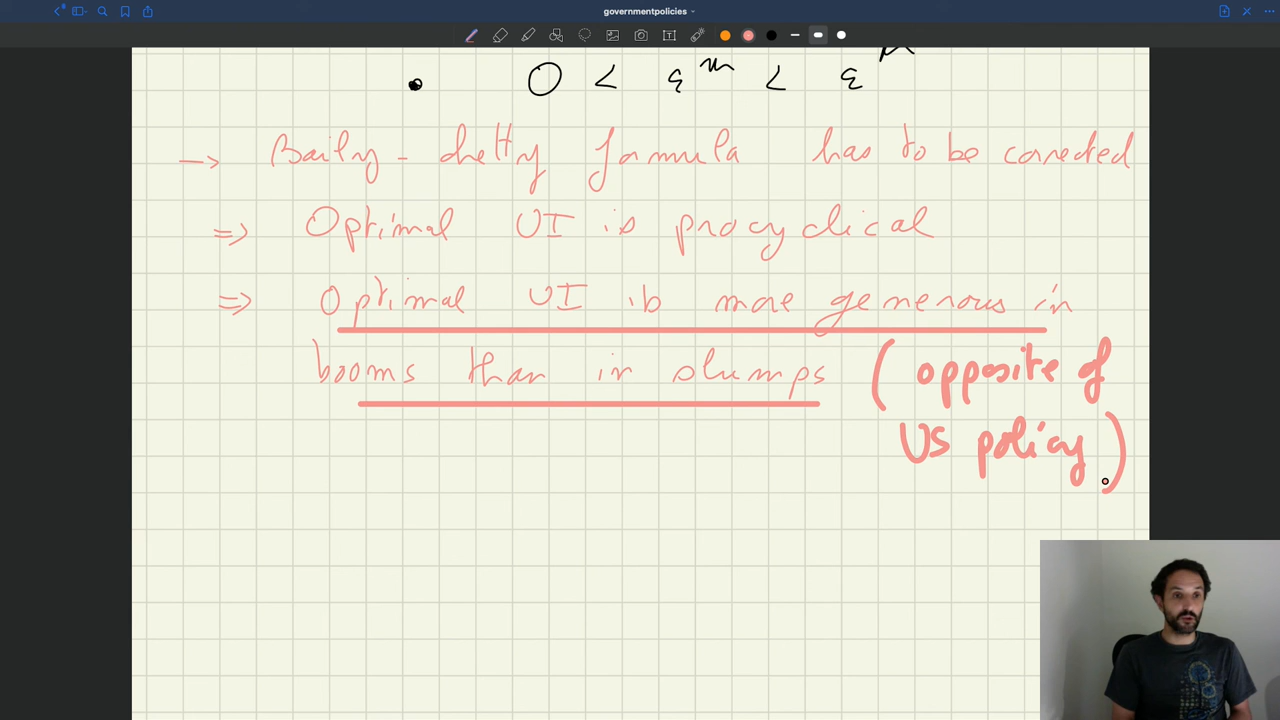 governmentpolicies
• 0 < ε^m < ε
→ Baily-chetty formula has to be corrected
⇒ Optimal UI is procyclical
⇒ Optimal UI is more generous in
booms than in slumps (opposite of
US policy)